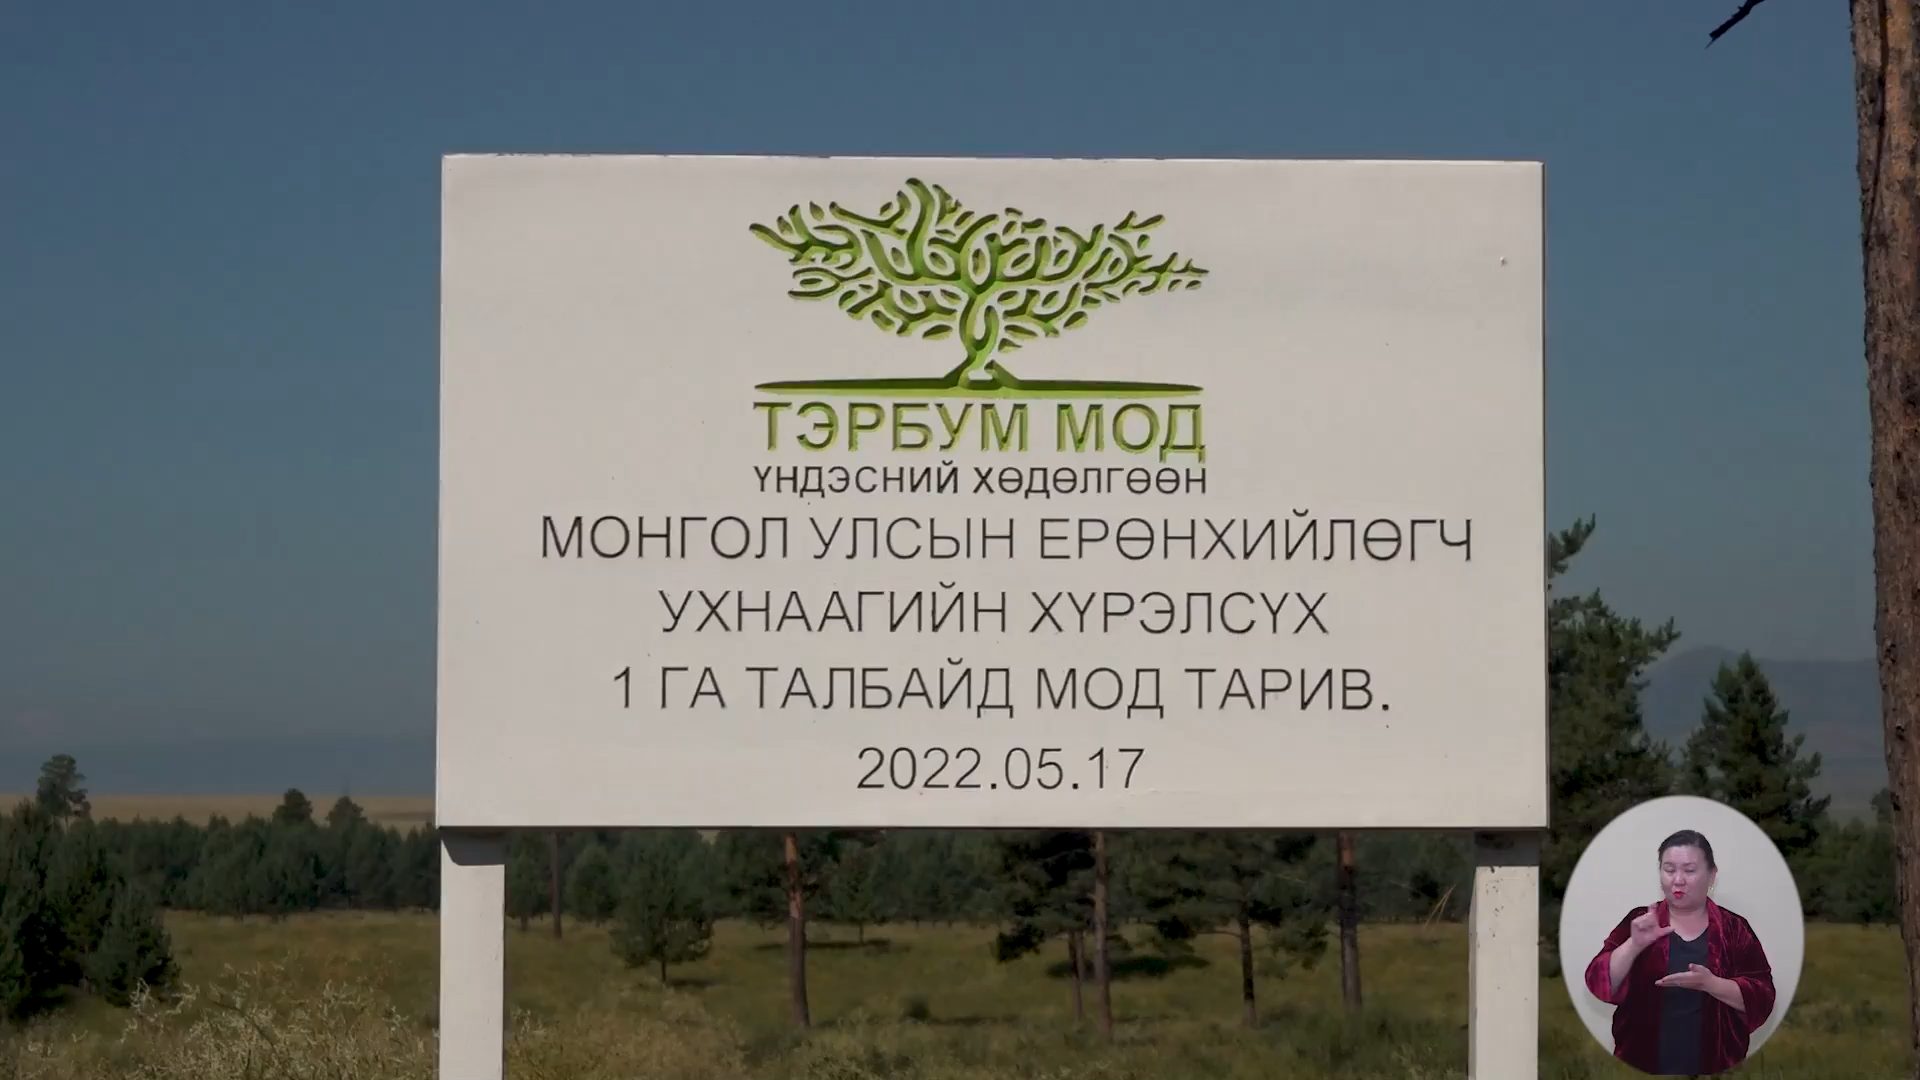 ТЭРБУМ МОД
ҮНДЭСНИЙ ХӨДӨЛГӨӨН
МОНГОЛ УЛСЫН ЕРӨНХИЙЛӨГЧ
УХНААГИЙН ХҮРЭЛСҮХ
1 ГА ТАЛБАЙД МОД ТАРИВ.
2022.05.17